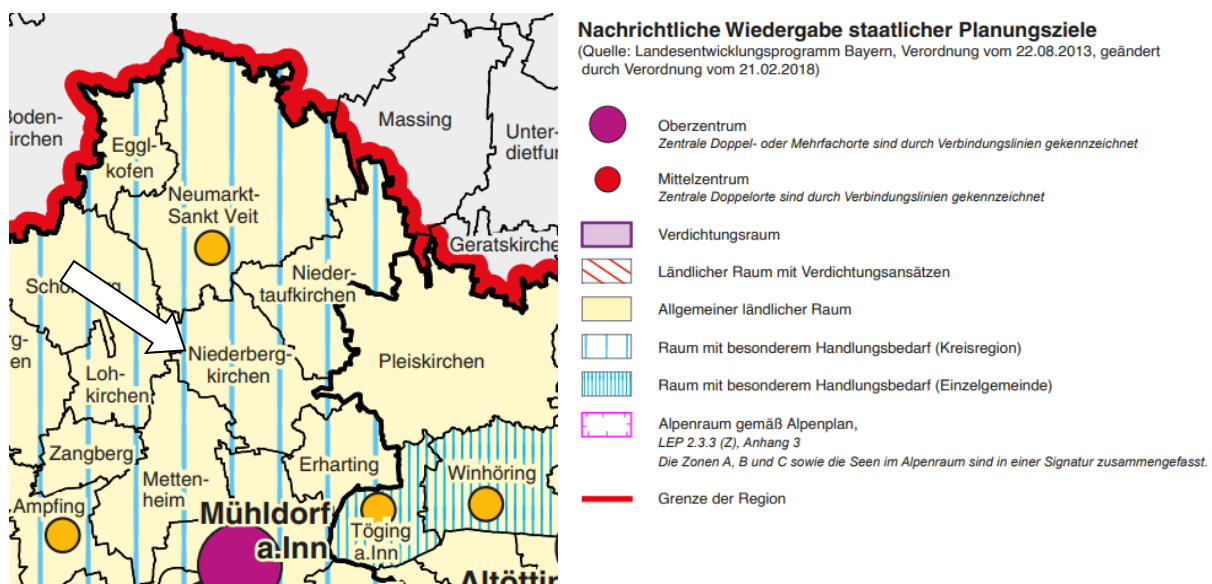 Boden-
kirchen
Massing
Unter-
dietfur
Eggl-
kofen
Neumarkt-
Sankt Veit
Geratskirche
Nieder-
taufkirchen
Niederberg-
kirchen
Pleiskirchen
Loh-
kirchen
Zangberg
Metten-
heim
Erharting
Winhöring
Ampfing
Mühldorf
a.Inn
Töging
a.Inn
Altöttin
Nachrichtliche Wiedergabe staatlicher Planungsziele
(Quelle: Landesentwicklungsprogramm Bayern, Verordnung vom 22.08.2013, geändert
durch Verordnung vom 21.02.2018)
Oberzentrum
Zentrale Doppel- oder Mehrfachorte sind durch Verbindungslinien gekennzeichnet
Mittelzentrum
Zentrale Doppelorte sind durch Verbindungslinien gekennzeichnet
Verdichtungsraum
Ländlicher Raum mit Verdichtungsansätzen
Allgemeiner ländlicher Raum
Raum mit besonderem Handlungsbedarf (Kreisregion)
Raum mit besonderem Handlungsbedarf (Einzelgemeinde)
Alpenraum gemäß Alpenplan,
LEP 2.3.3 (Z), Anhang 3
Die Zonen A, B und C sowie die Seen im Alpenraum sind in einer Signatur zusammengefasst.
Grenze der Region